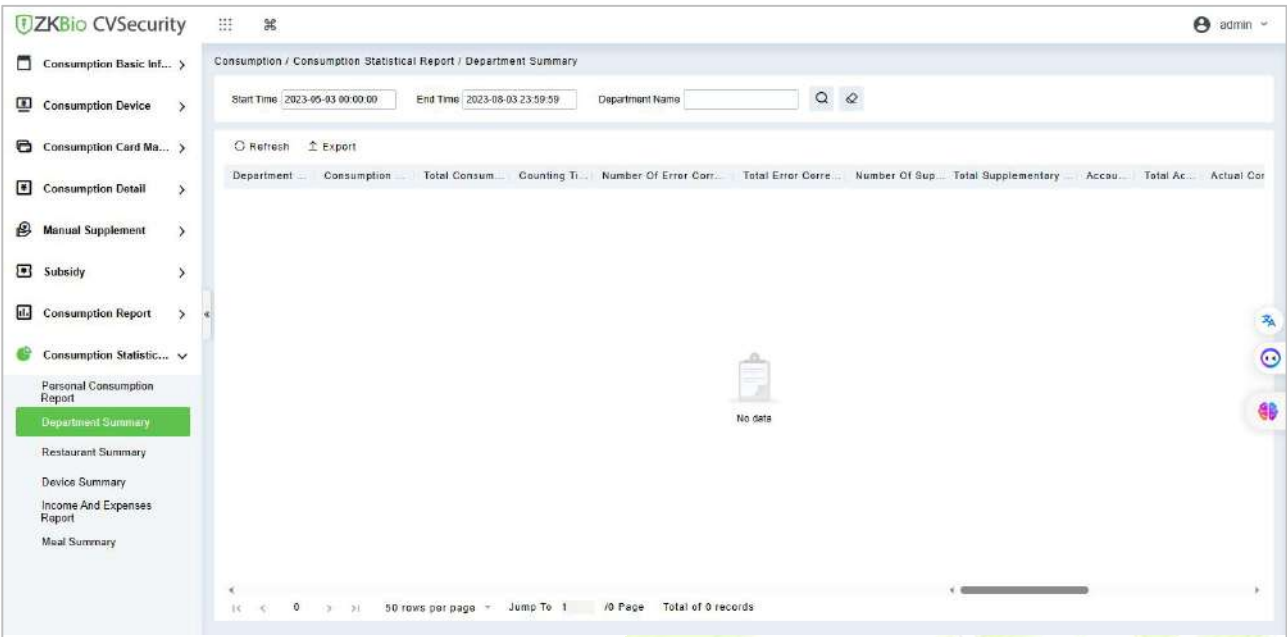 ZKBio CVSecurity
admin
Consumption Basic Inf...
Consumption / Consumption Statistical Report / Department Summary
Consumption Device
Start Time 2023-05-03 00:00:00 End Time 2023-08-03 23:59:59 Department Name
Consumption Card Ma...
Refresh Export
Department ... Consumption ... Total Consum... Counting Ti... Number Of Error Corr... Total Error Corre... Number Of Sup... Total Supplementary ... Accou... Total Ac... Actual Con
Consumption Detail
Manual Supplement
Subsidy
Consumption Report
Consumption Statistic...
Personal Consumption
Report
Department Summary
Restaurant Summary
Device Summary
Income And Expenses
Report
Meal Summary
No data
0 50 rows per page Jump To 1 /0 Page Total of 0 records